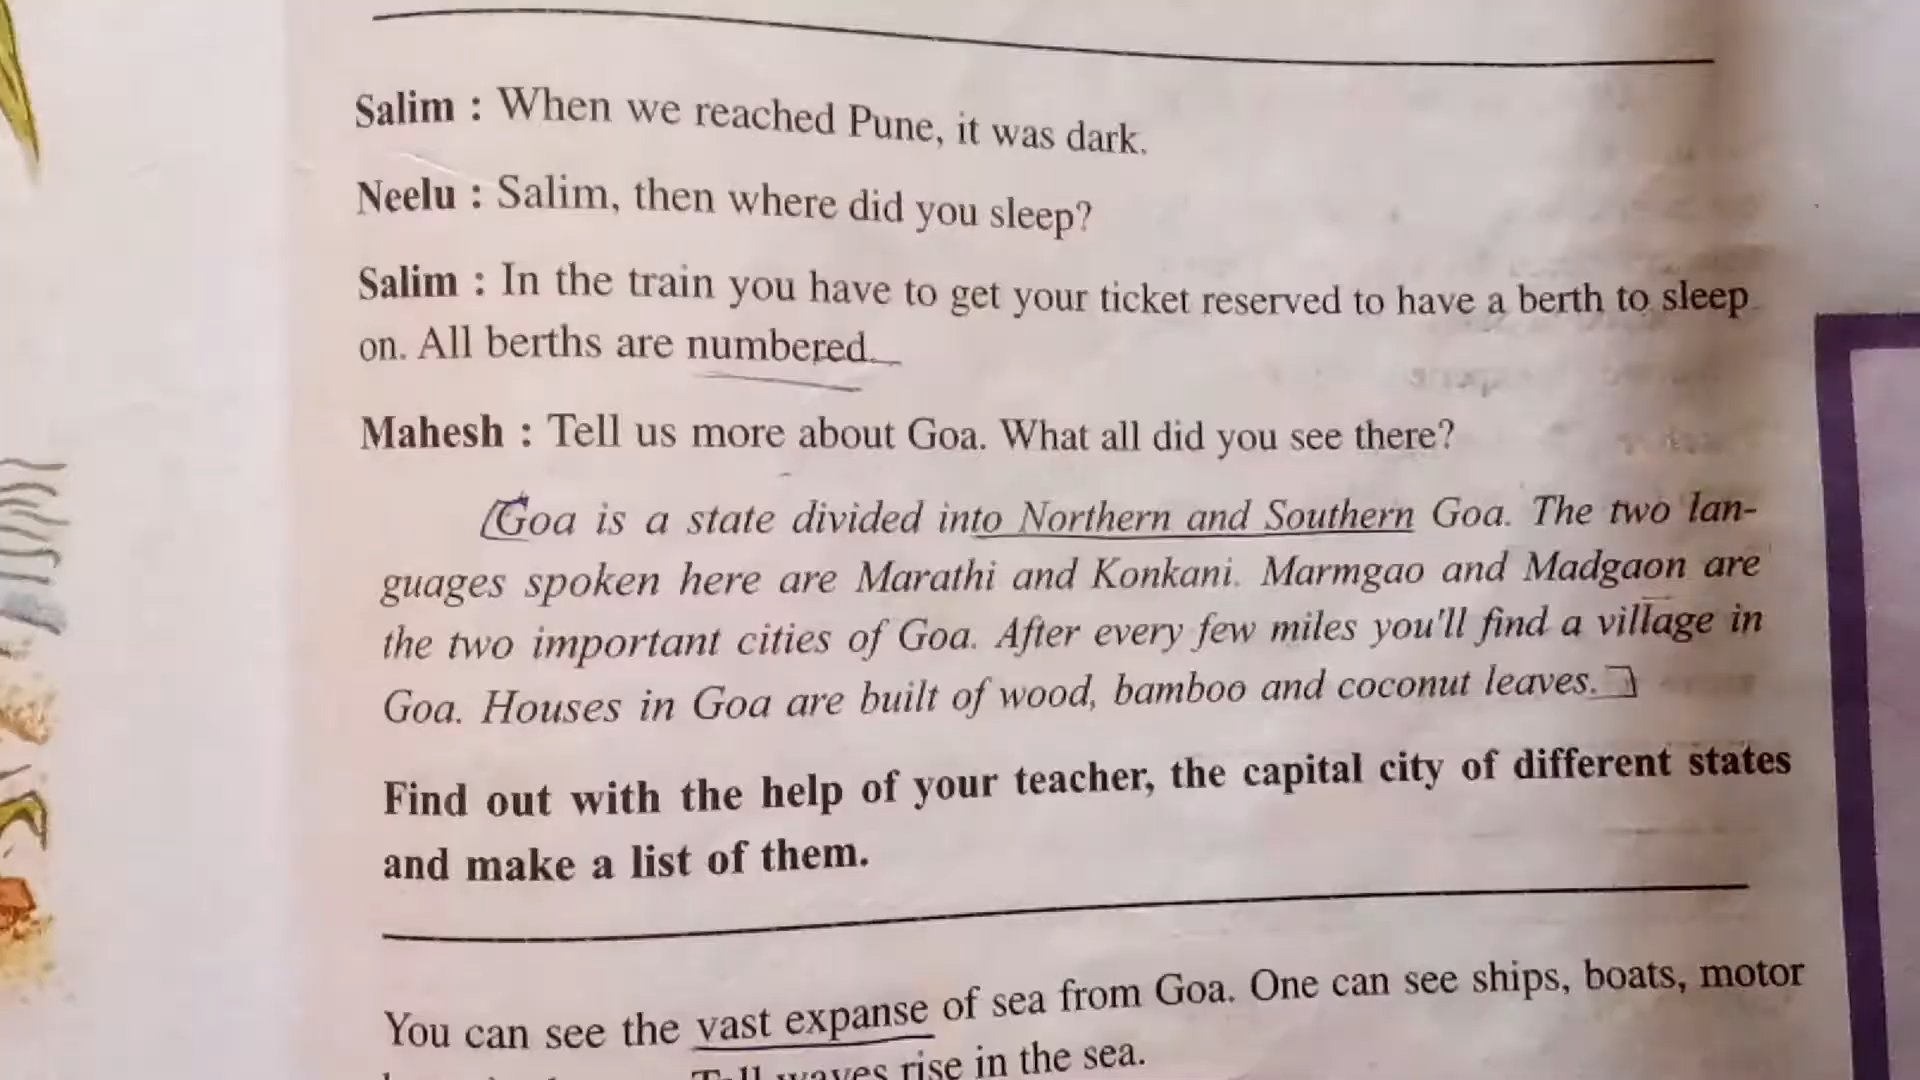 Salim : When we reached Pune, it was dark.
Neelu : Salim, then where did you sleep?
Salim : In the train you have to get your ticket reserved to have a berth to sleep
on. All berths are numbered.
Mahesh : Tell us more about Goa. What all did you see there?
Goa is a state divided into Northern and Southern Goa. The two lan-
guages spoken here are Marathi and Konkani. Marmgao and Madgaon are
the two important cities of Goa. After every few miles you'll find a village in
Goa. Houses in Goa are built of wood, bamboo and coconut leaves.
Find out with the help of your teacher, the capital city of different states
and make a list of them.
You can see the vast expanse of sea from Goa. One can see ships, boats, motor
Tall waves rise in the sea.